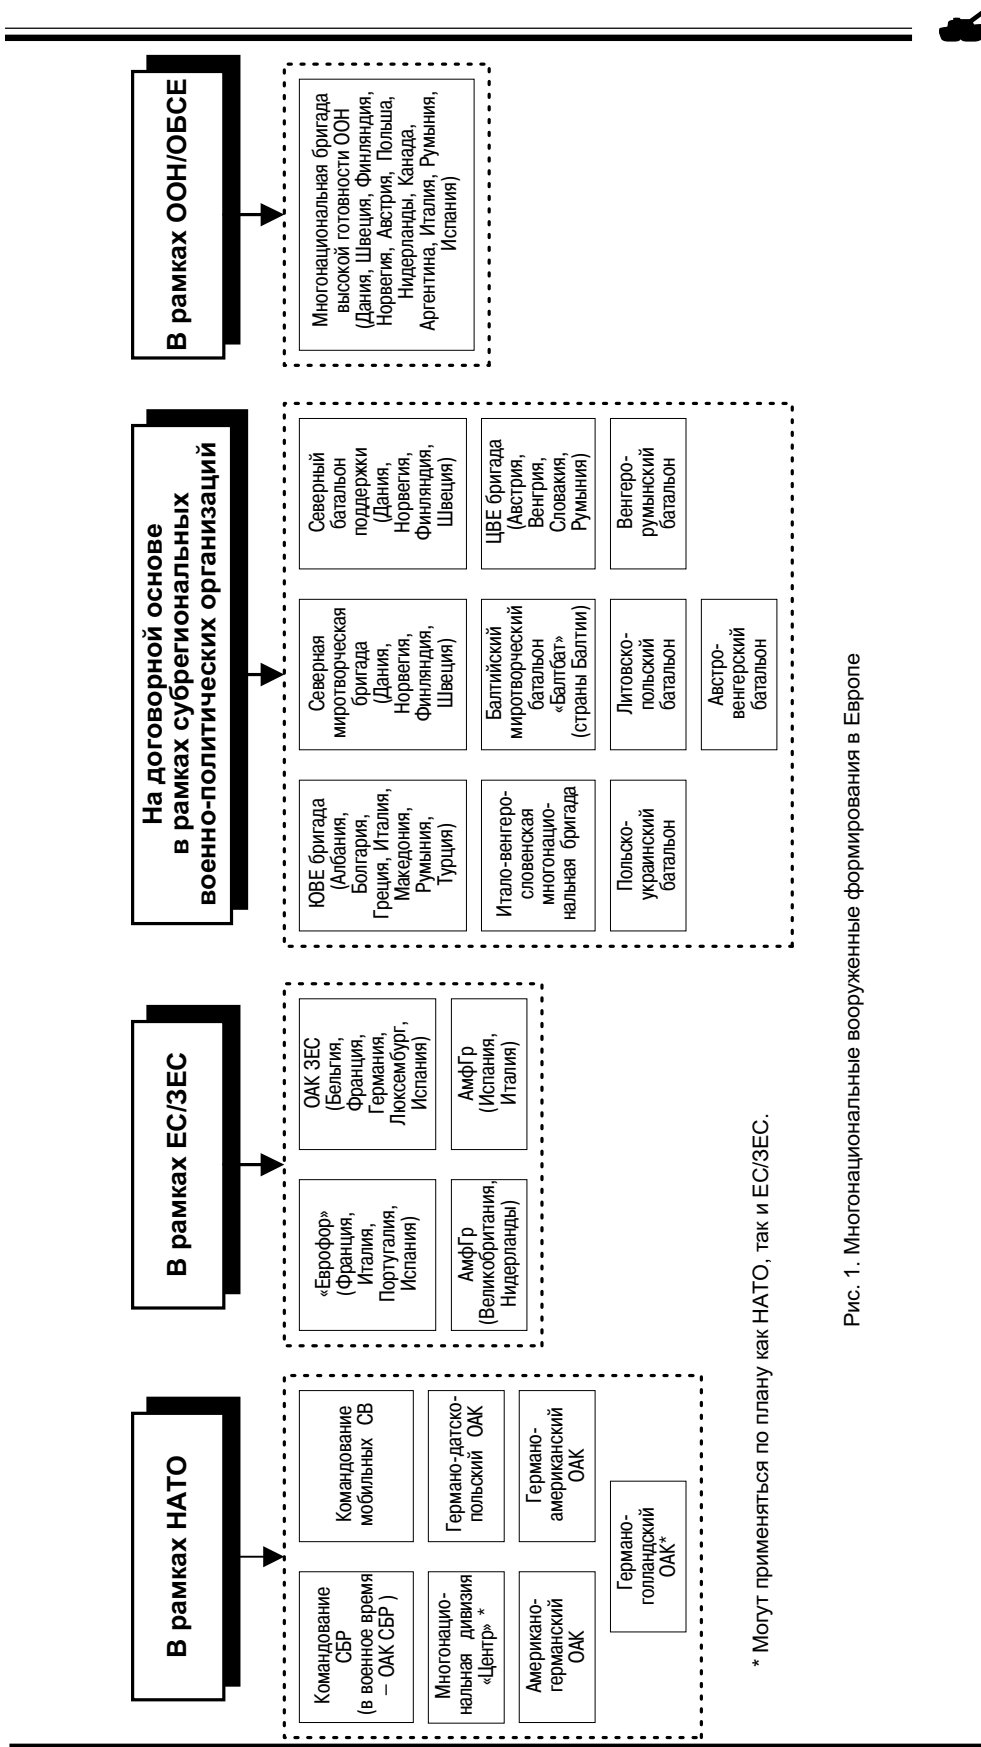 В рамках НАТО
Командование
СБР
(в военное время
– ОАК СБР )
Командование
мобильных СВ
Многонацио-
нальная дивизия
«Центр» *
Германо-датско-
польский ОАК
Американо-
германский
ОАК
Германо-
американский
ОАК
Германо-
голландский
ОАК*
В рамках ЕС/ЗЕС
«Еврофор»
(Франция,
Италия,
Португалия,
Испания)
ОАК ЗЕС
(Бельгия,
Франция,
Германия,
Люксембург,
Испания)
АмфГр
(Великобритания,
Нидерланды)
АмфГр
(Испания,
Италия)
На договорной основе
в рамках субрегиональных
военно-политических организаций
ЮВЕ бригада
(Албания,
Болгария,
Греция, Италия,
Македония,
Румыния,
Турция)
Северная
миротворческая
бригада
(Дания,
Норвегия,
Финляндия,
Швеция)
Северный
батальон
поддержки
(Дания,
Норвегия,
Финляндия,
Швеция)
Итало-венгеро-
словенская
многонацио-
нальная бригада
Балтийский
миротворческий
батальон
«Балтбат»
(страны Балтии)
ЦВЕ бригада
(Австрия,
Венгрия,
Словакия,
Румыния)
Польско-
украинский
батальон
Литовско-
польский
батальон
Венгеро-
румынский
батальон
Австро-
венгерский
батальон
В рамках ООН/ОБСЕ
Многонациональная бригада
высокой готовности ООН
(Дания, Швеция, Финляндия,
Норвегия, Австрия, Польша,
Нидерланды, Канада,
Аргентина, Италия, Румыния,
Испания)
* Могут применяться по плану как НАТО, так и ЕС/ЗЕС.
Рис. 1. Многонациональные вооруженные формирования в Европе